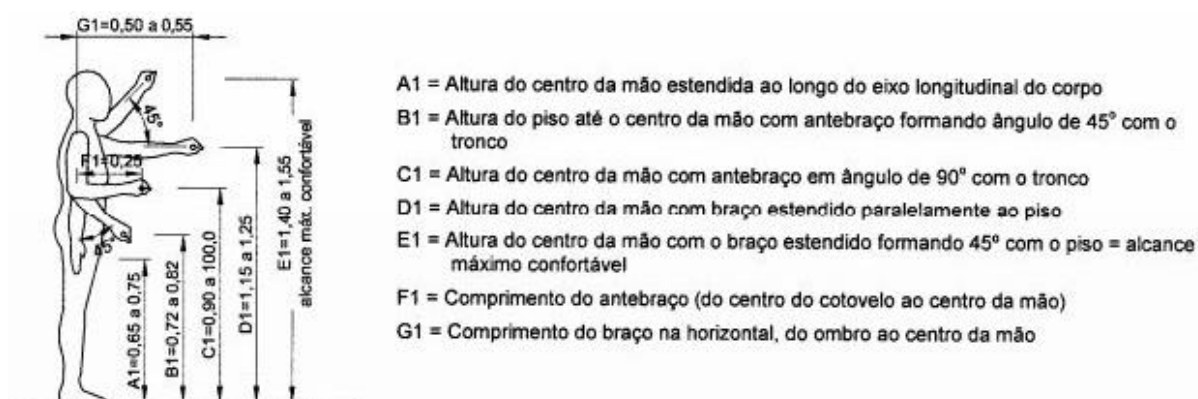 G1=0,50 a 0,55
45°
F1=0,25
45°
A1=0,65 a 0,75
B1=0,72 a 0,82
C1=0,90 a 100,0
D1=1,15 a 1,25
E1=1,40 a 1,55
alcance máx. confortável
A1 = Altura do centro da mão estendida ao longo do eixo longitudinal do corpo
B1 = Altura do piso até o centro da mão com antebraço formando ângulo de 45° com o
tronco
C1 = Altura do centro da mão com antebraço em ângulo de 90° com o tronco
D1 = Altura do centro da mão com braço estendido paralelamente ao piso
E1 = Altura do centro da mão com o braço estendido formando 45º com o piso = alcance
máximo confortável
F1 = Comprimento do antebraço (do centro do cotovelo ao centro da mão)
G1 = Comprimento do braço na horizontal, do ombro ao centro da mão